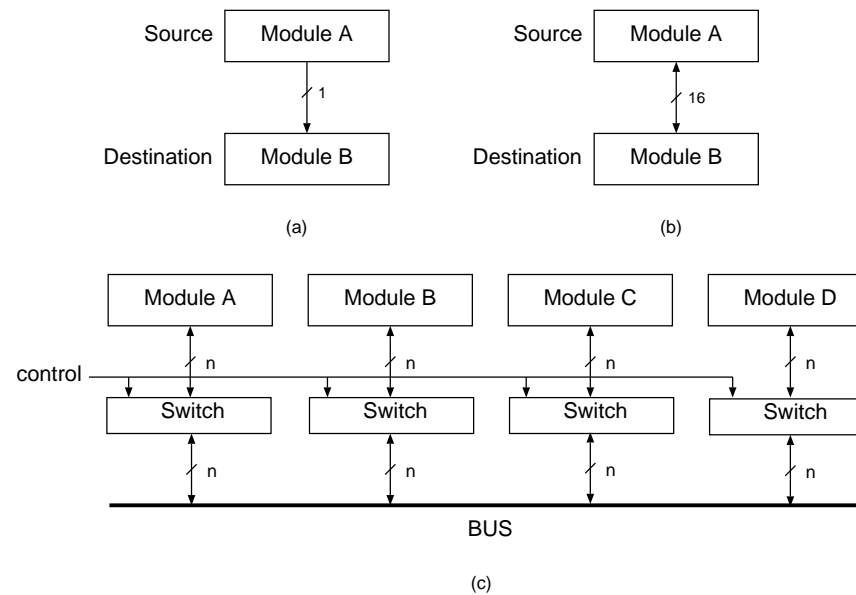 Source Module A
1
Destination Module B
(a)
Source Module A
16
Destination Module B
(b)
Module A Module B Module C Module D
n n n n
control
Switch Switch Switch Switch
n n n n
BUS
(c)